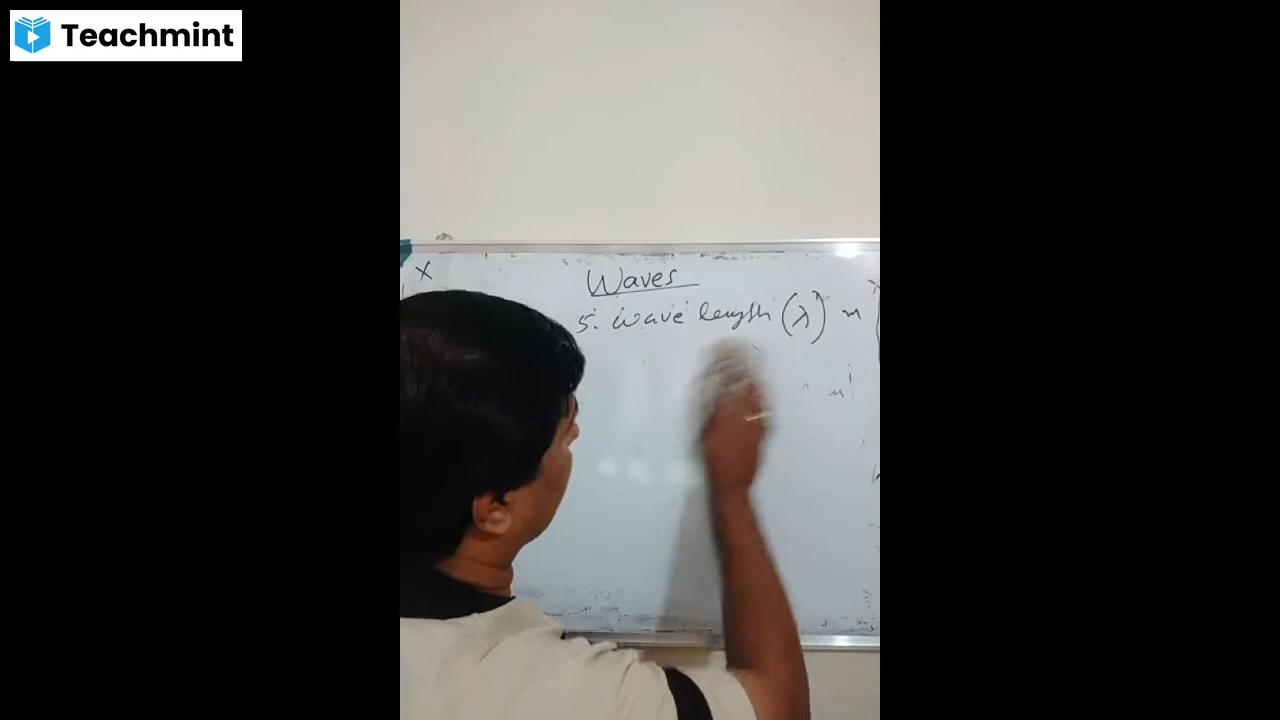 Teachmint
X
Waves
5. Wave length (λ) m
m